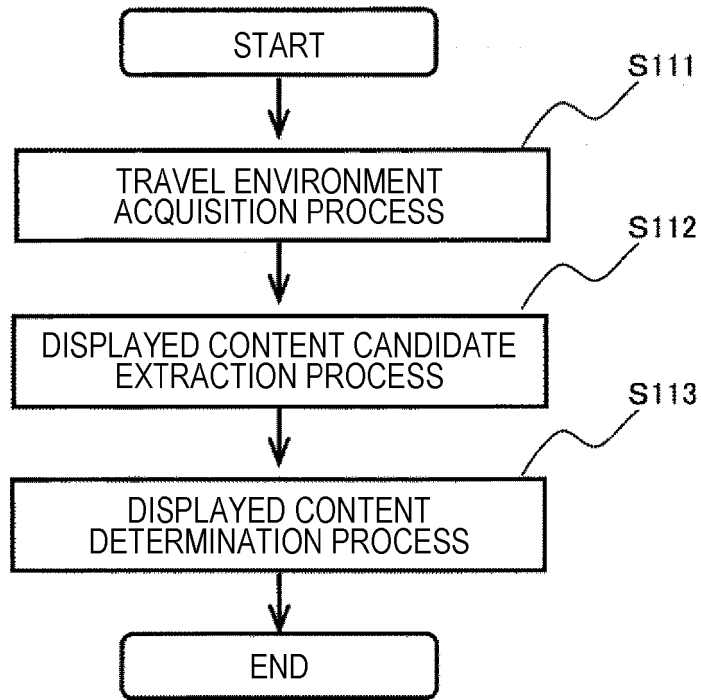 START
S111
TRAVEL ENVIRONMENT
ACQUISITION PROCESS
S112
DISPLAYED CONTENT CANDIDATE
EXTRACTION PROCESS
S113
DISPLAYED CONTENT
DETERMINATION PROCESS
END